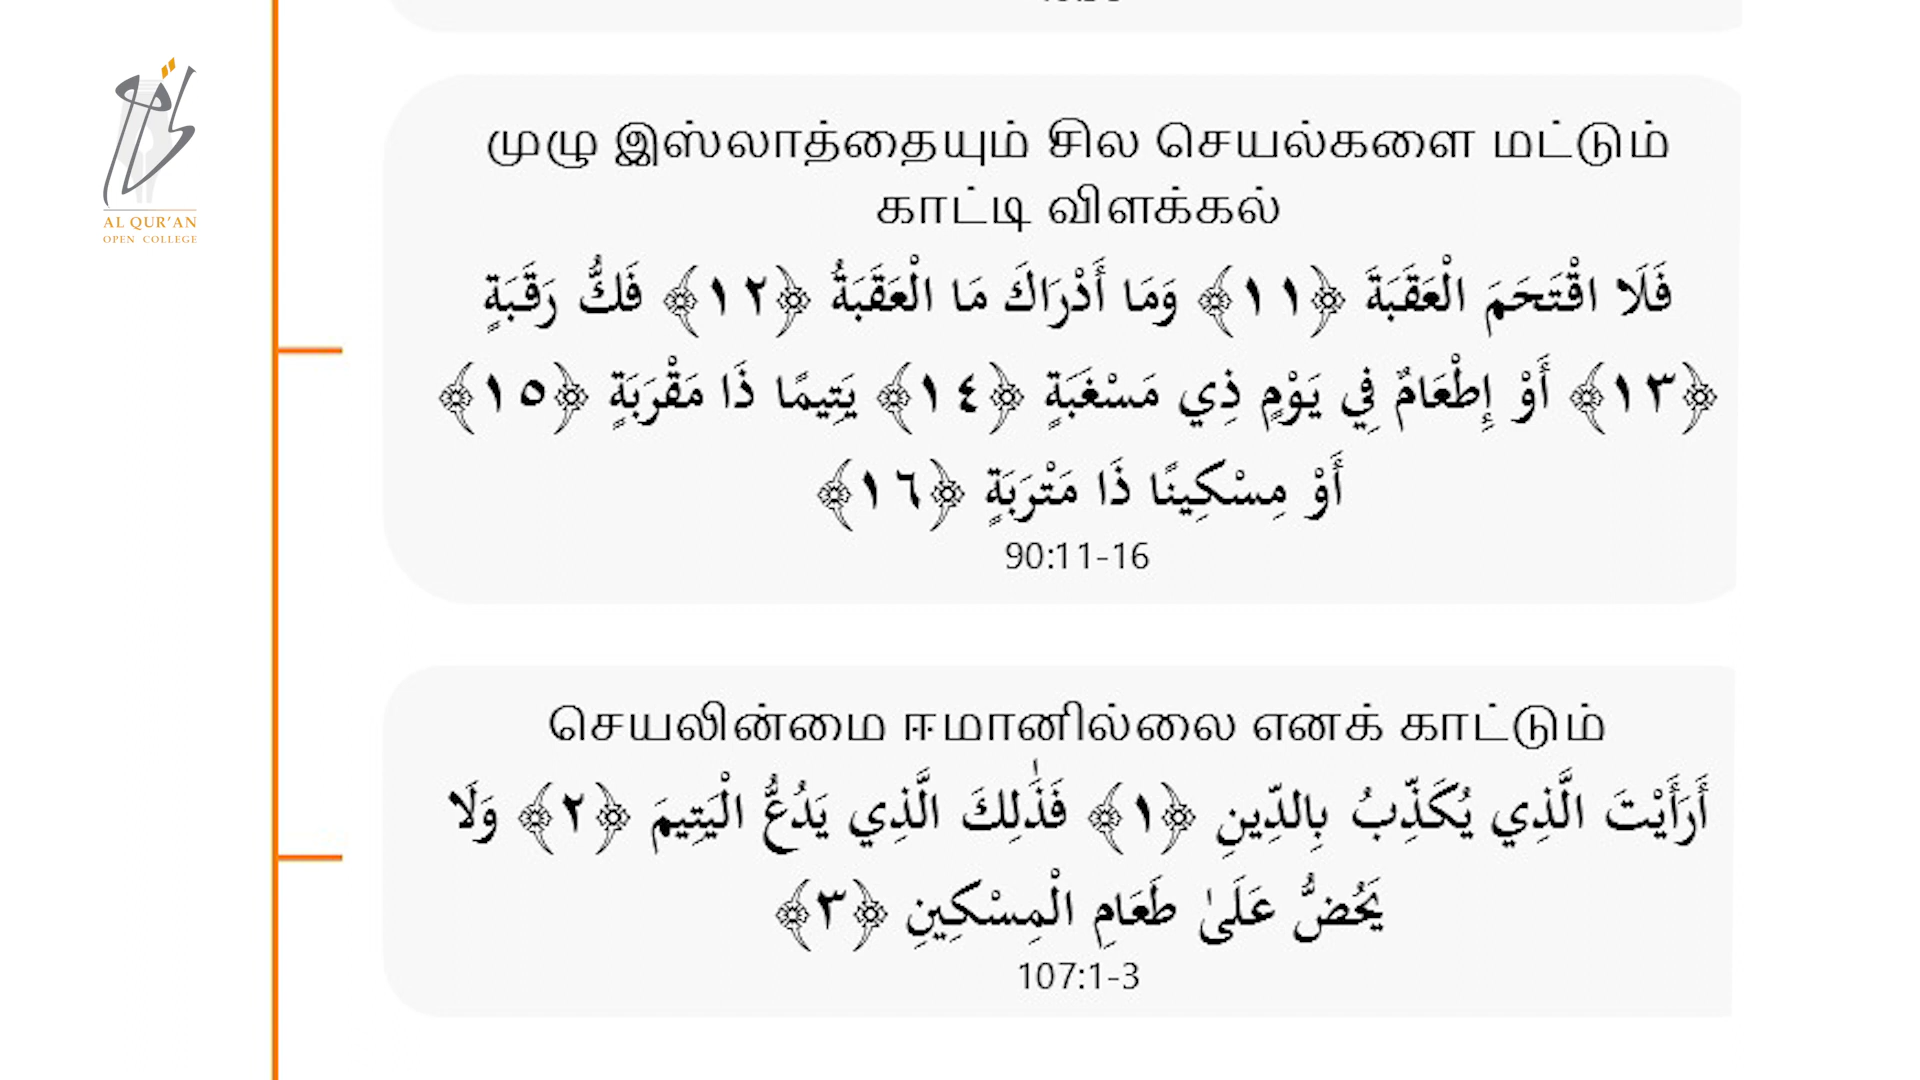 AL QUR'AN
OPEN COLLEGE
முழு இஸ்லாத்தையும் சில செயல்களை மட்டும்
காட்டி விளக்கல்
فَلَا اقْتَحَمَ الْعَقَبَةَ ﴿١١﴾ وَمَا أَدْرَاكَ مَا الْعَقَبَةُ ﴿١٢﴾ فَكُّ رَقَبَةٍ
﴿١٣﴾ أَوْ إِطْعَامٌ فِي يَوْمٍ ذِي مَسْغَبَةٍ ﴿١٤﴾ يَتِيمًا ذَا مَقْرَبَةٍ ﴿١٥﴾
أَوْ مِسْكِينًا ذَا مَتْرَبَةٍ ﴿١٦﴾
90:11-16
செயலின்மை ஈமானில்லை எனக் காட்டும்
أَرَأَيْتَ الَّذِي يُكَذِّبُ بِالدِّينِ ﴿١﴾ فَذَٰلِكَ الَّذِي يَدُعُّ الْيَتِيمَ ﴿٢﴾ وَلَا
يَحُضُّ عَلَىٰ طَعَامِ الْمِسْكِينِ ﴿٣﴾
107:1-3